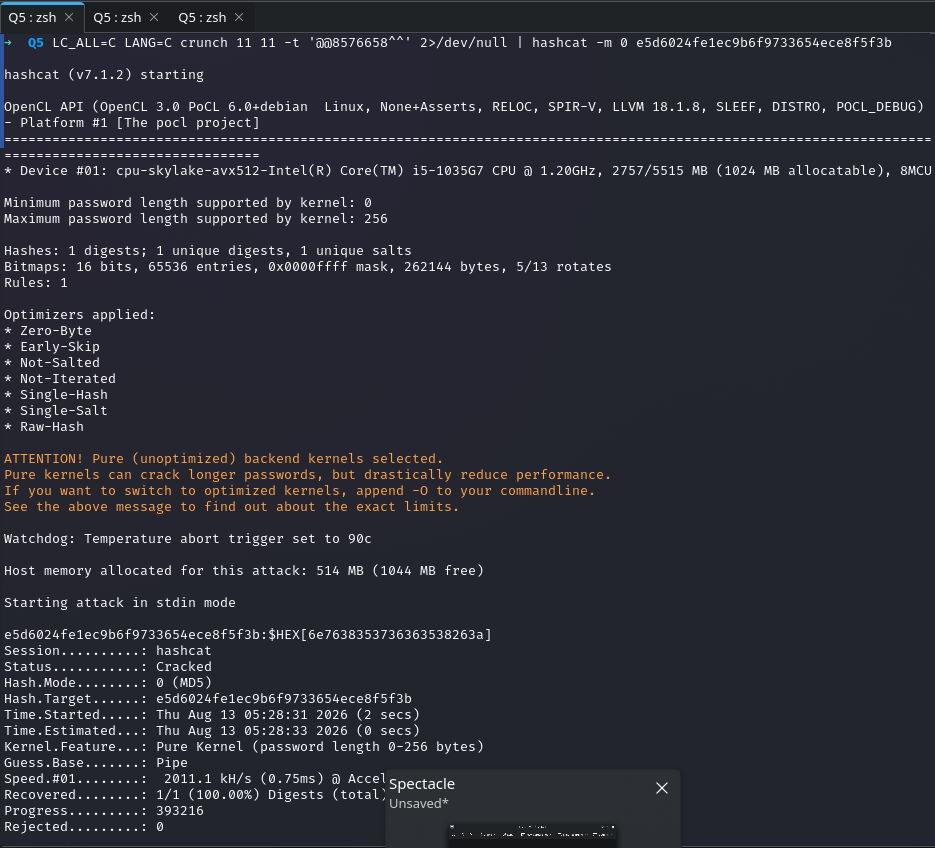 Q5 : zsh Q5 : zsh Q5 : zsh
→ Q5 LC_ALL=C LANG=C crunch 11 11 -t '@@8576658^^' 2>/dev/null | hashcat -m 0 e5d6024fe1ec9b6f9733654ece8f5f3b
hashcat (v7.1.2) starting
OpenCL API (OpenCL 3.0 PoCL 6.0+debian  Linux, None+Asserts, RELOC, SPIR-V, LLVM 18.1.8, SLEEF, DISTRO, POCL_DEBUG)
- Platform #1 [The pocl project]
====================================================================================================================
================================
* Device #01: cpu-skylake-avx512-Intel(R) Core(TM) i5-1035G7 CPU @ 1.20GHz, 2757/5515 MB (1024 MB allocatable), 8MCU
Minimum password length supported by kernel: 0
Maximum password length supported by kernel: 256
Hashes: 1 digests; 1 unique digests, 1 unique salts
Bitmaps: 16 bits, 65536 entries, 0x0000ffff mask, 262144 bytes, 5/13 rotates
Rules: 1
Optimizers applied:
* Zero-Byte
* Early-Skip
* Not-Salted
* Not-Iterated
* Single-Hash
* Single-Salt
* Raw-Hash
ATTENTION! Pure (unoptimized) backend kernels selected.
Pure kernels can crack longer passwords, but drastically reduce performance.
If you want to switch to optimized kernels, append -O to your commandline.
See the above message to find out about the exact limits.
Watchdog: Temperature abort trigger set to 90c
Host memory allocated for this attack: 514 MB (1044 MB free)
Starting attack in stdin mode
e5d6024fe1ec9b6f9733654ece8f5f3b:$HEX[6e7638353736363538263a]
Session..........: hashcat
Status...........: Cracked
Hash.Mode........: 0 (MD5)
Hash.Target......: e5d6024fe1ec9b6f9733654ece8f5f3b
Time.Started.....: Thu Aug 13 05:28:31 2026 (2 secs)
Time.Estimated...: Thu Aug 13 05:28:33 2026 (0 secs)
Kernel.Feature...: Pure Kernel (password length 0-256 bytes)
Guess.Base.......: Pipe
Speed.#01........:  2011.1 kH/s (0.75ms) @ Accel
Recovered........: 1/1 (100.00%) Digests (total)
Progress.........: 393216
Rejected.........: 0
Spectacle
Unsaved*